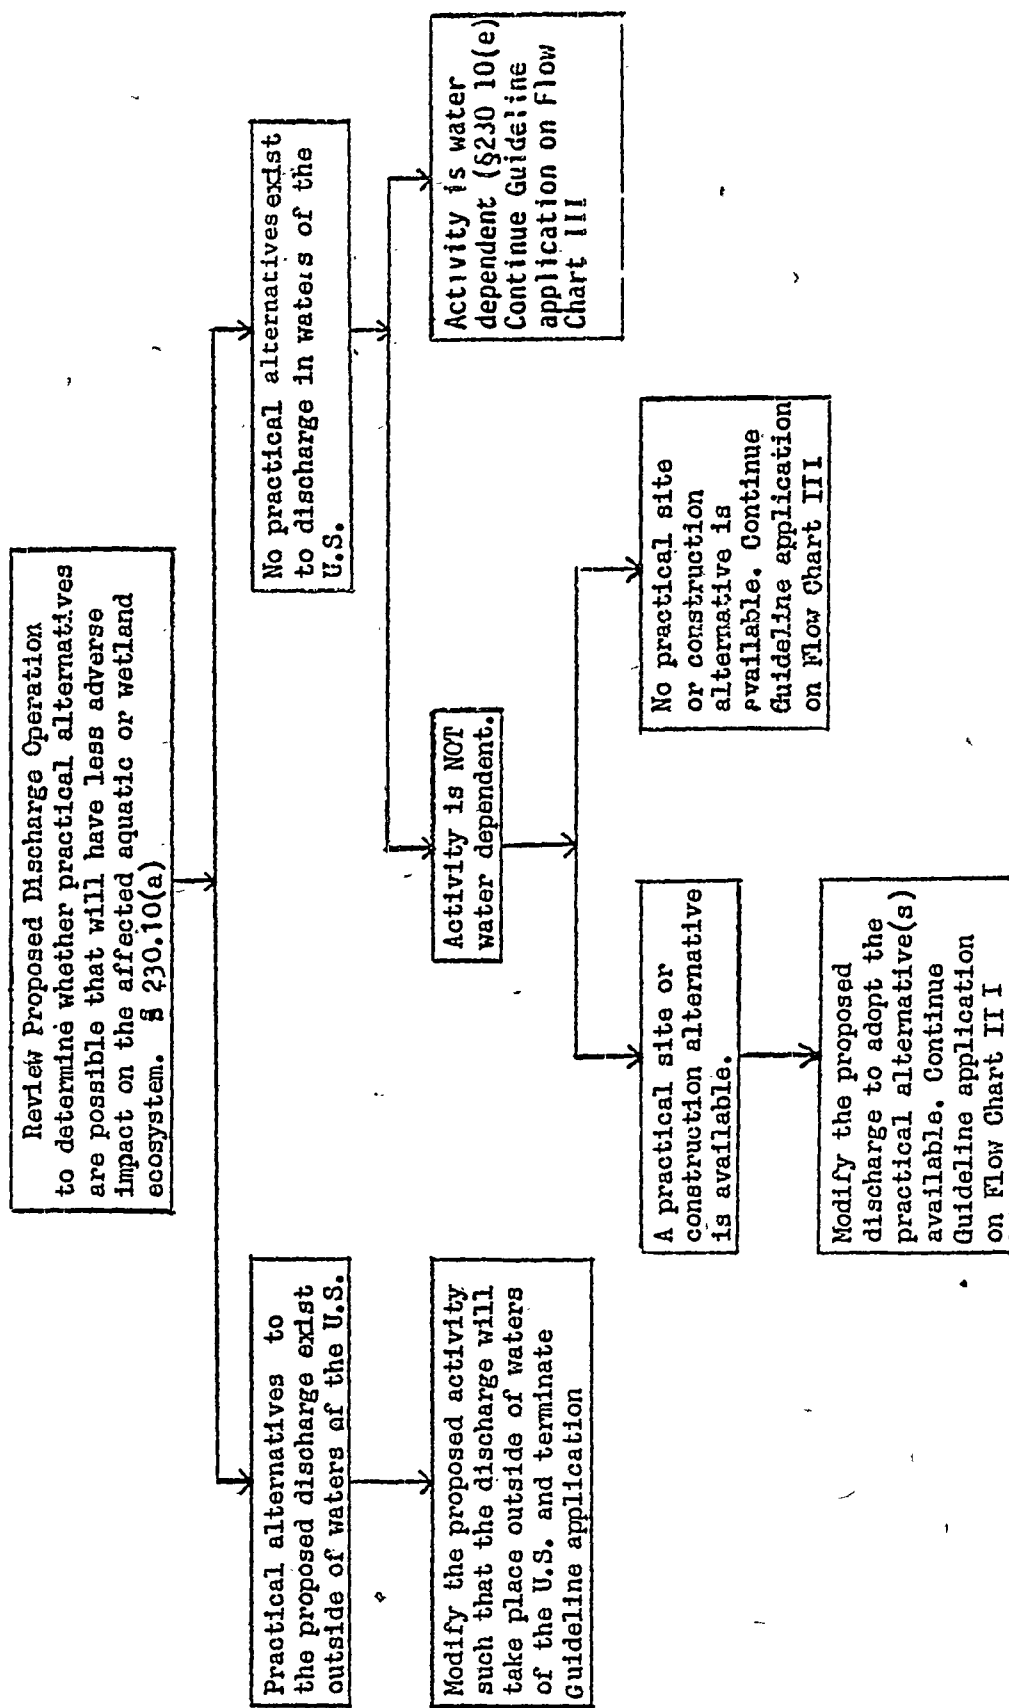 Review Proposed Discharge Operation
to determine whether practical alternatives
are possible that will have less adverse
impact on the affected aquatic or wetland
ecosystem. § 230.10(a)
Practical alternatives to
the proposed discharge exist
outside of waters of the U.S.
Modify the proposed activity
such that the discharge will
take place outside of waters
of the U.S. and terminate
Guideline application
No practical alternatives exist
to discharge in waters of the
U.S.
Activity is NOT
water dependent.
Activity is water
dependent (§230 10(e)
Continue Guideline
application on Flow
Chart III
A practical site or
construction alternative
is available.
Modify the proposed
discharge to adopt the
practical alternative(s)
available. Continue
Guideline application
on Flow Chart II I
No practical site
or construction
alternative is
available. Continue
Guideline application
on Flow Chart III